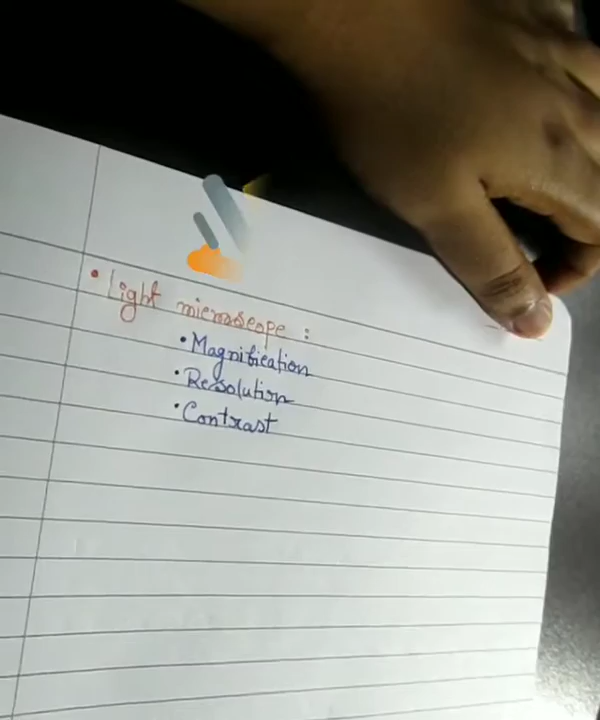 • Light microscope :
• Magnification
• Resolution
• Contrast